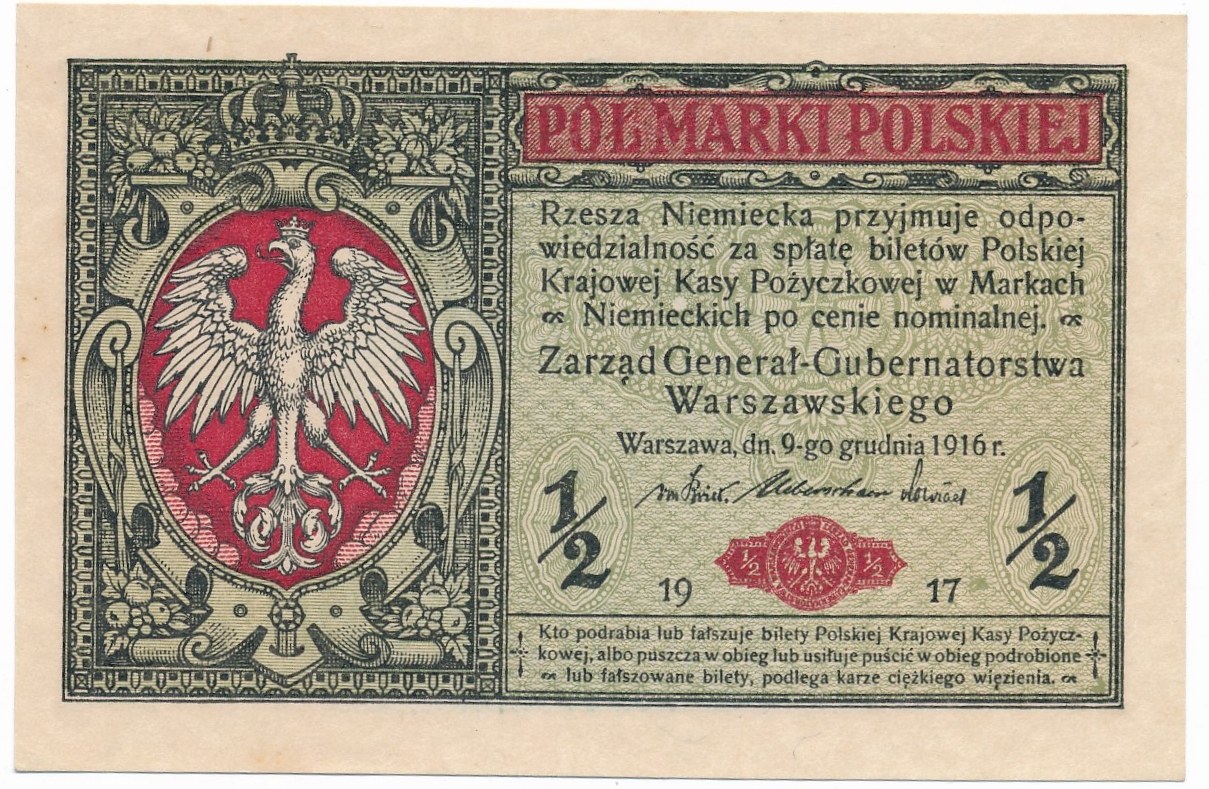 PÓŁ MARKI POLSKIEJ
Rzesza Niemiecka przyjmuje odpo-
wiedzialność za spłatę biletów Polskiej
Krajowej Kasy Pożyczkowej w Markach
Niemieckich po cenie nominalnej.
Zarząd Generał-Gubernatorstwa
Warszawskiego
Warszawa, dn. 9-go grudnia 1916 r.
1/2 1/2
1/2 1/2
19 17
Kto podrabia lub fałszuje bilety Polskiej Krajowej Kasy Pożycz-
kowej, albo puszcza w obieg lub usiłuje puścić w obieg podrobione
lub fałszowane bilety, podlega karze ciężkiego więzienia.